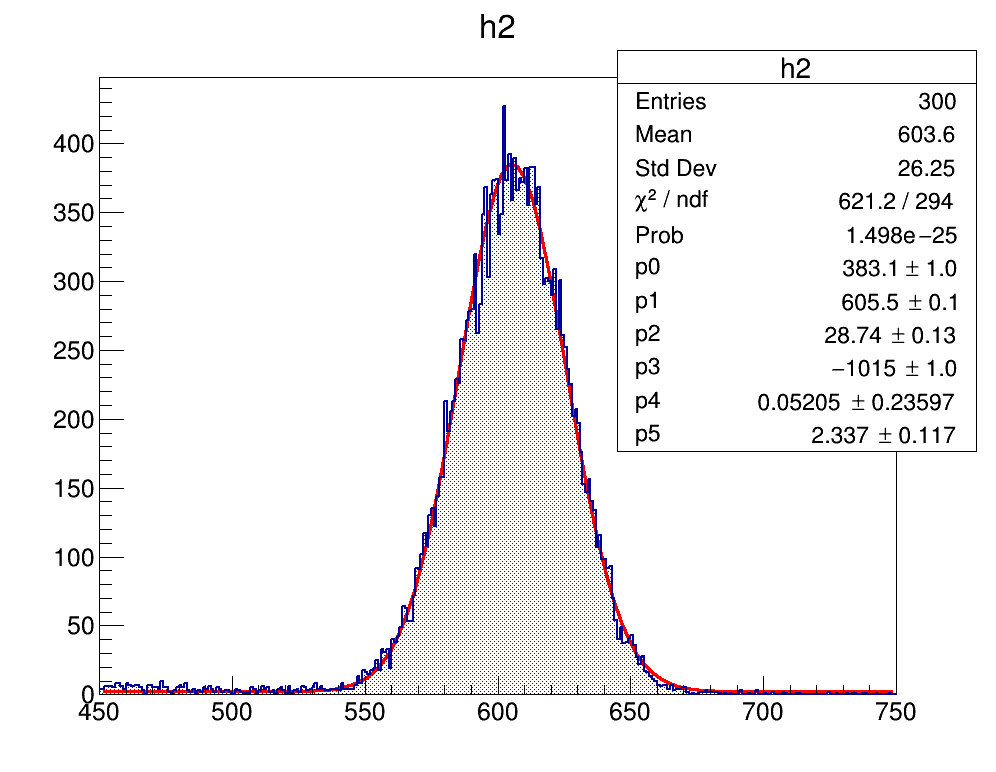 h2
h2
Entries 300
Mean 603.6
Std Dev 26.25
χ² / ndf 621.2 / 294
Prob 1.498e−25
p0 383.1 ± 1.0
p1 605.5 ± 0.1
p2 28.74 ± 0.13
p3 −1015 ± 1.0
p4 0.05205 ± 0.23597
p5 2.337 ± 0.117
400
350
300
250
200
150
100
50
0
450 500 550 600 650 700 750